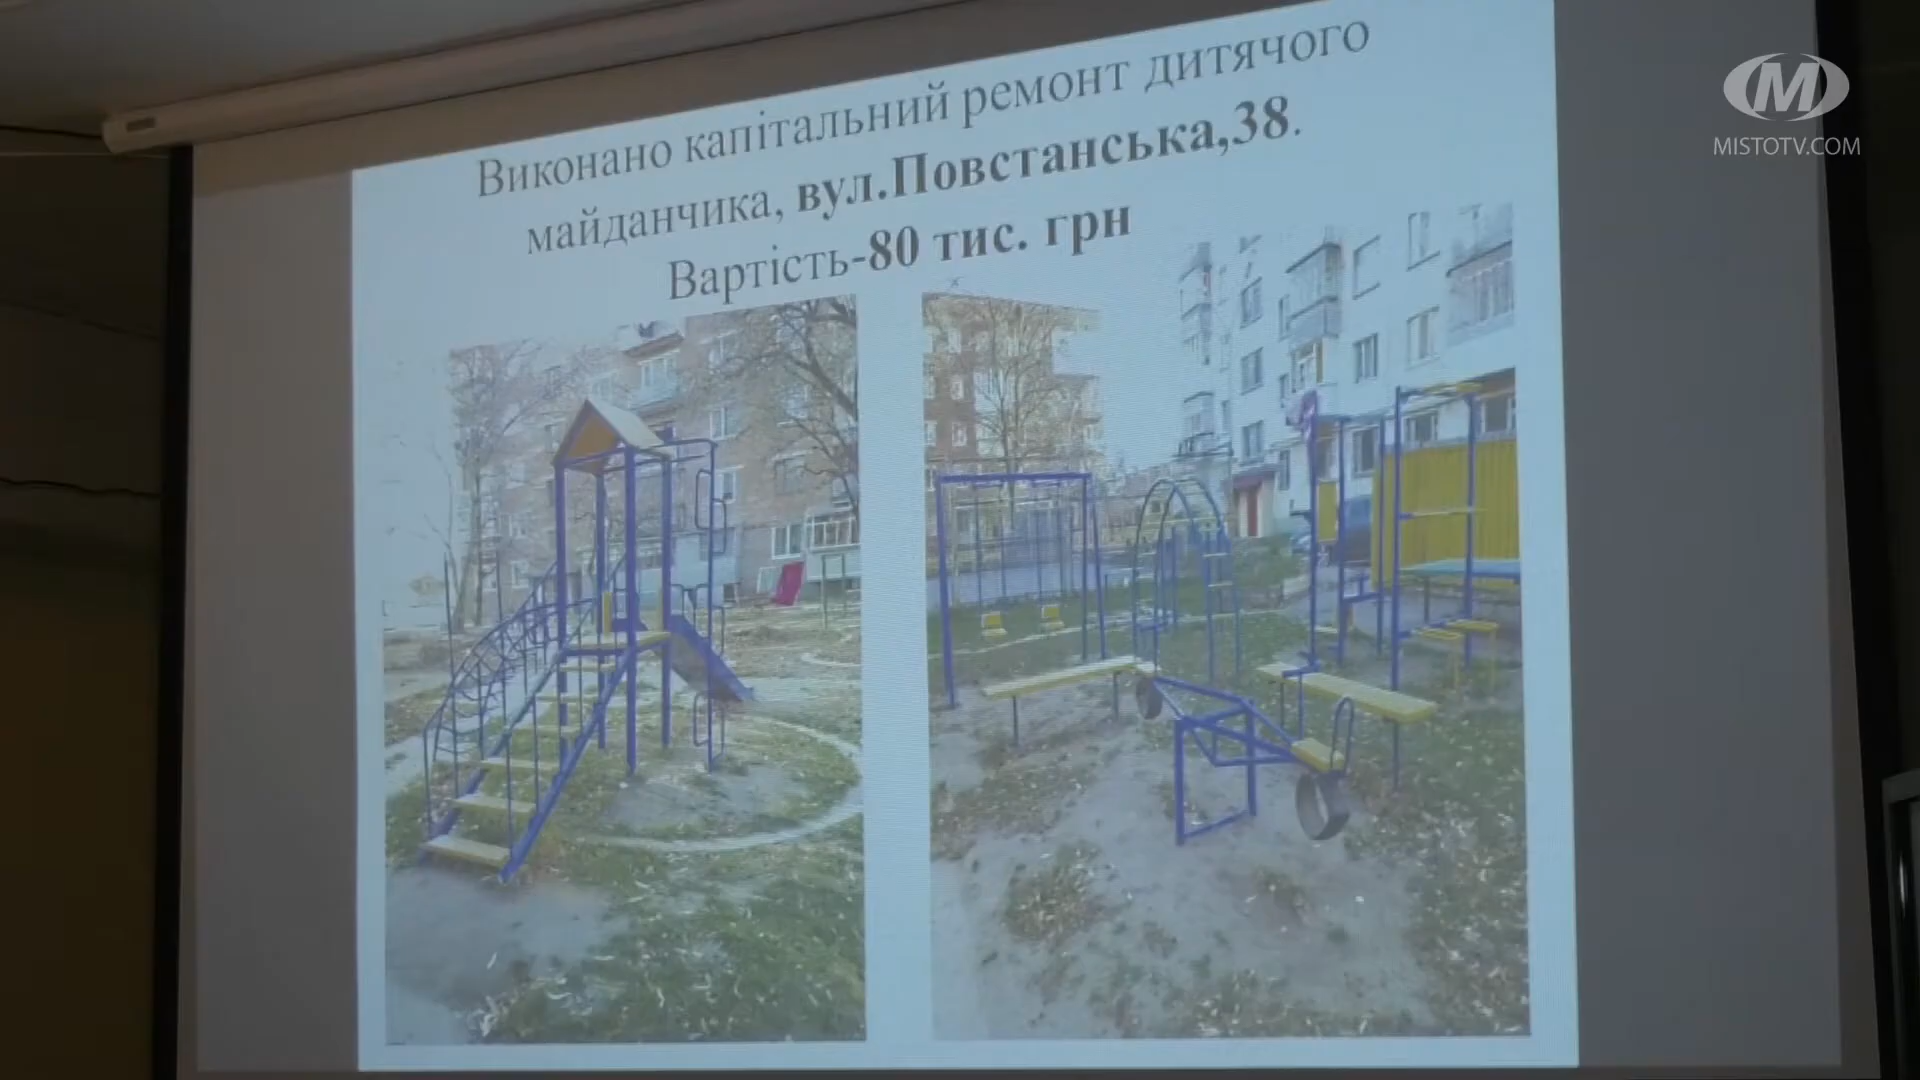 Виконано капітальний ремонт дитячого
майданчика, вул.Повстанська,38.
Вартість-80 тис. грн
M
MISTOTV.COM